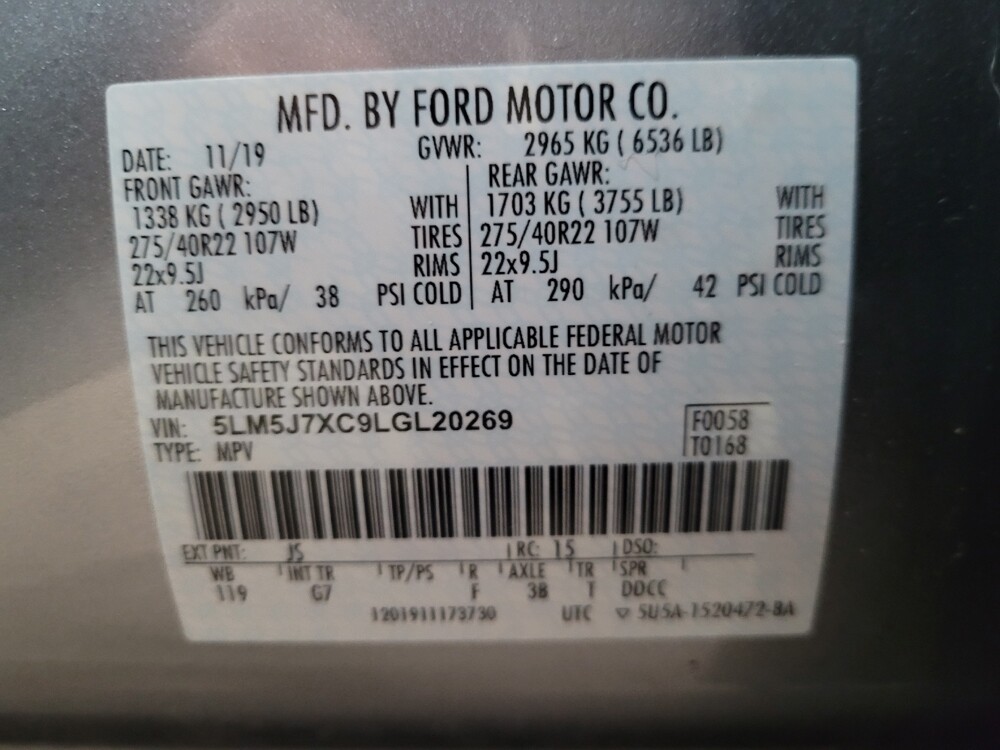 MFD. BY FORD MOTOR CO.
DATE: 11/19 GVWR: 2965 KG ( 6536 LB)
FRONT GAWR: REAR GAWR:
1338 KG ( 2950 LB) WITH 1703 KG ( 3755 LB) WITH
275/40R22 107W TIRES 275/40R22 107W TIRES
22x9.5J RIMS 22x9.5J RIMS
AT 260 kPa/ 38 PSI COLD AT 290 kPa/ 42 PSI COLD
THIS VEHICLE CONFORMS TO ALL APPLICABLE FEDERAL MOTOR
VEHICLE SAFETY STANDARDS IN EFFECT ON THE DATE OF
MANUFACTURE SHOWN ABOVE.
VIN: 5LM5J7XC9LGL20269 F0058
TYPE: MPV T0168
EXT PNT: JS RC: 15 DSO:
WB INT TR TP/PS R AXLE TR SPR
119 G7 F 3B T DDCC
1201911173730 UTC ▽ 5U5A-1520472-BA